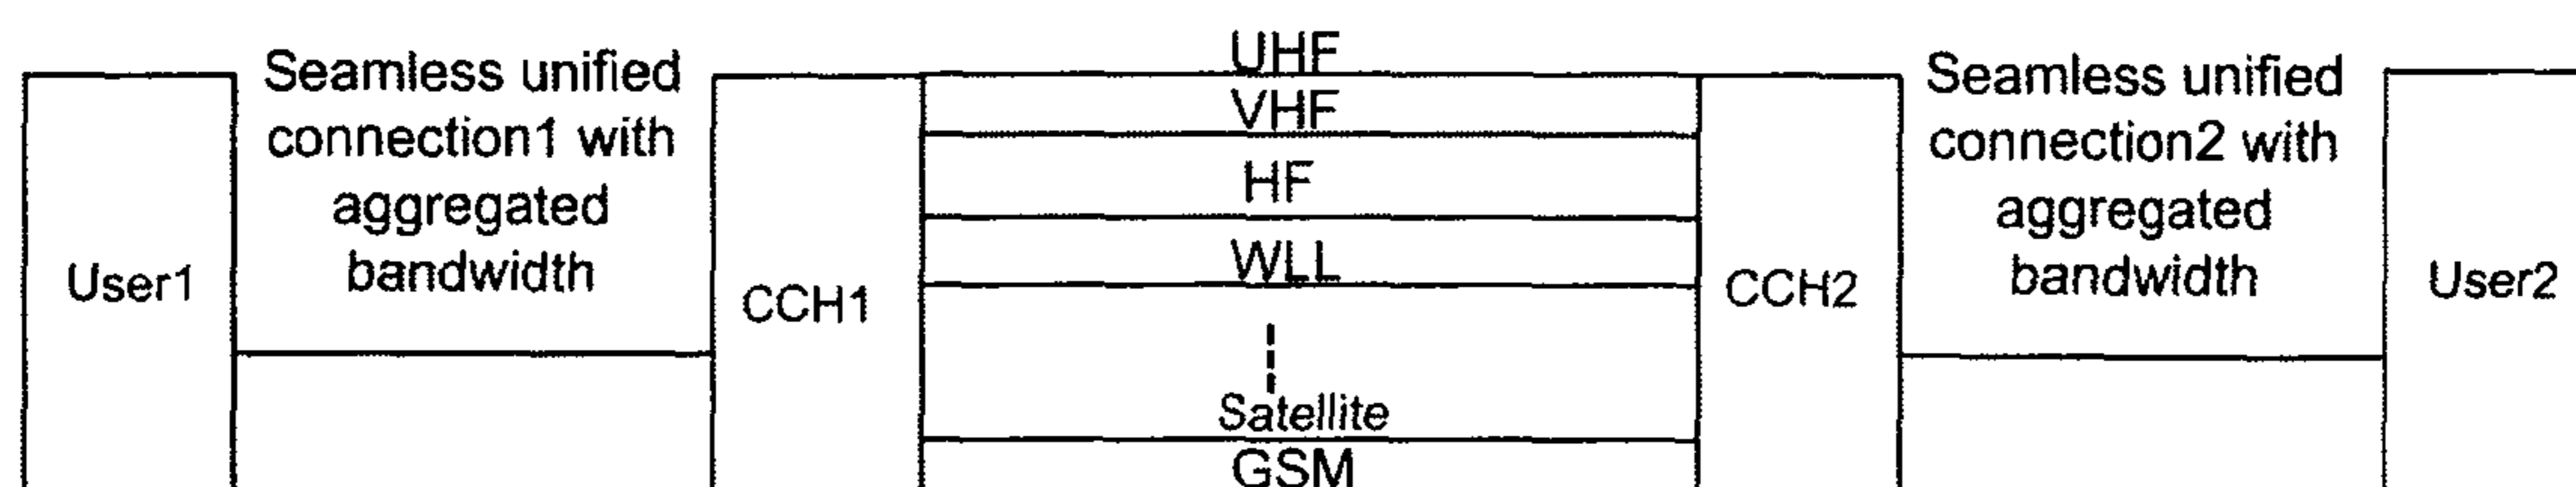 User1
Seamless unified
connection1 with
aggregated
bandwidth
CCH1
UHF
VHF
HF
WLL
Satellite
GSM
CCH2
Seamless unified
connection2 with
aggregated
bandwidth
User2